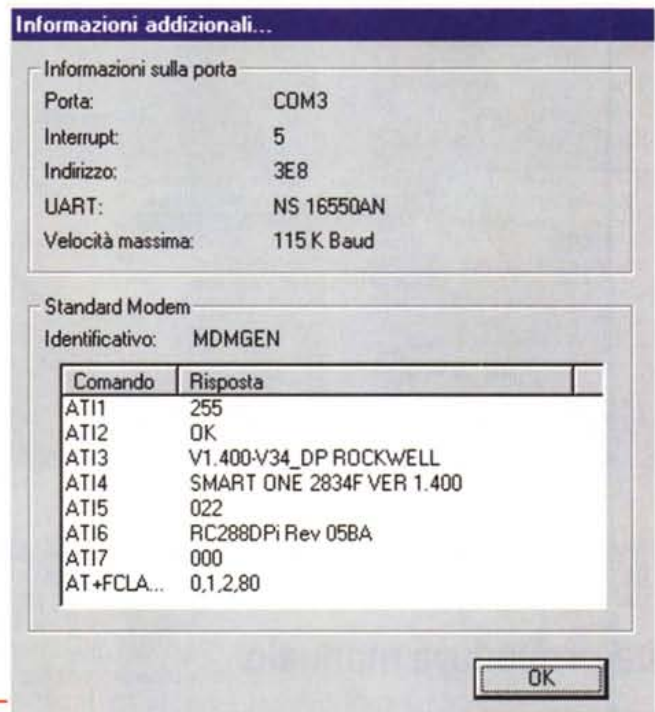 Informazioni addizionali...
Informazioni sulla porta
Porta: COM3
Interrupt: 5
Indirizzo: 3E8
UART: NS 16550AN
Velocità massima: 115 K Baud
Standard Modem
Identificativo: MDMGEN
Comando Risposta
ATI1 255
ATI2 OK
ATI3 V1.400-V34_DP ROCKWELL
ATI4 SMART ONE 2834F VER 1.400
ATI5 022
ATI6 RC288DPi Rev 05BA
ATI7 000
AT+FCLA... 0,1,2,80
OK